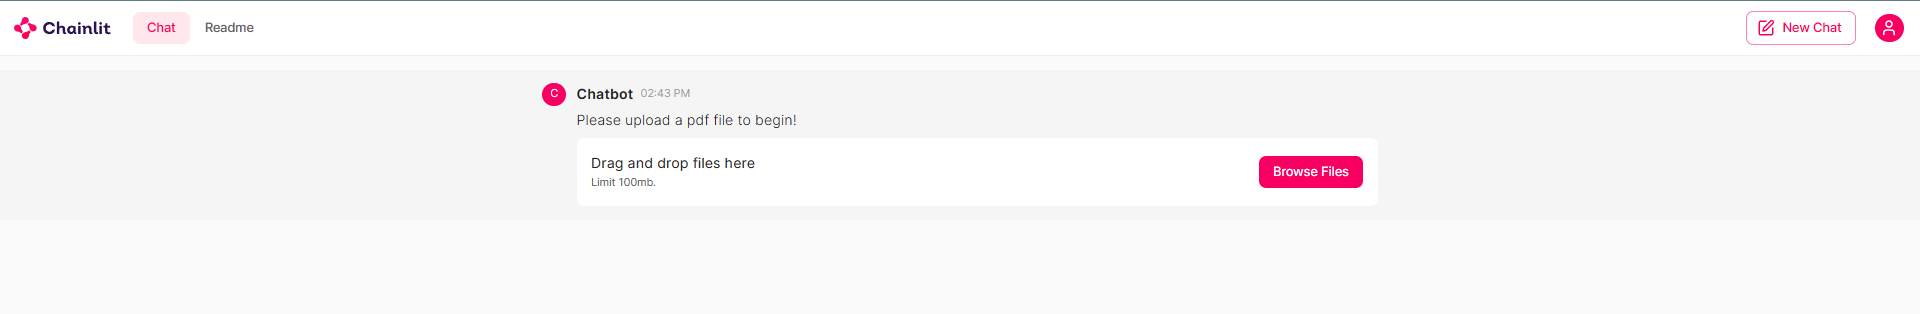 Chainlit Chat Readme New Chat
C Chatbot 02:43 PM
Please upload a pdf file to begin!
Drag and drop files here
Limit 100mb.
Browse Files